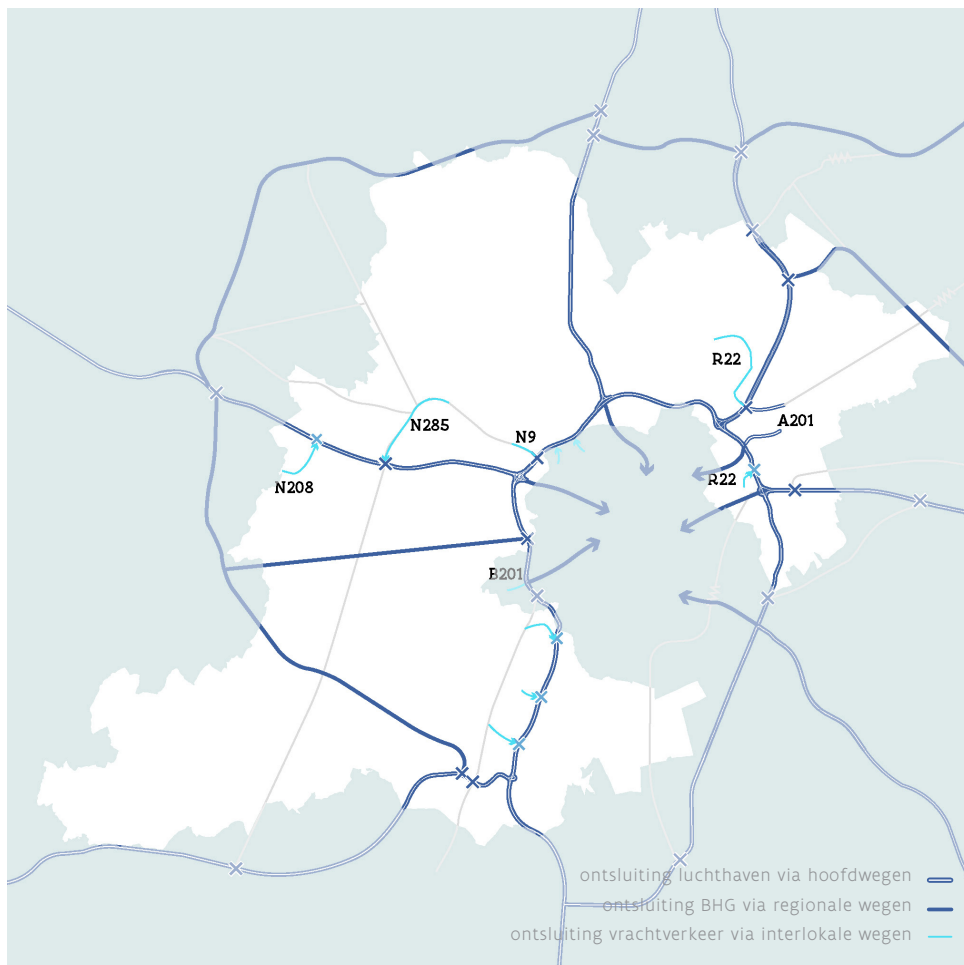 R22
A201
N285
N9
R22
N208
B201
ontsluiting luchthaven via hoofdwegen
ontsluiting BHG via regionale wegen
ontsluiting vrachtverkeer via interlokale wegen